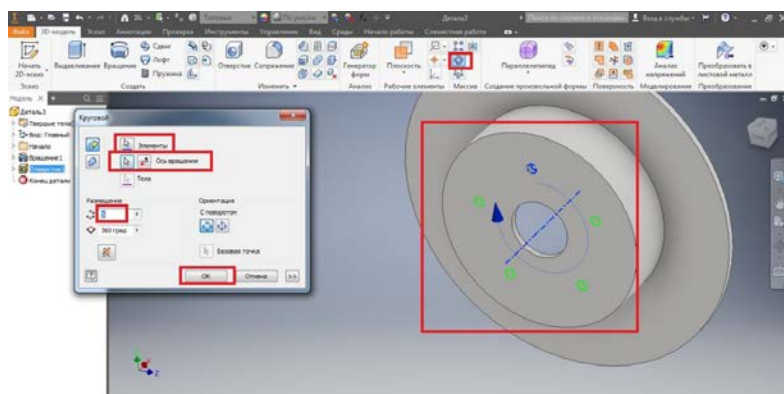 Деталь3
Файл 3D-модель Эскиз Аннотации Проверка Инструменты Управление Вид Среды Начало работы Совместная работа
Начать 2D-эскиз
Выдавливание Вращение
Сдвиг
Лофт
Пружина
Отверстие Сопряжение
Генератор форм
Плоскость
Параллелепипед
Анализ напряжений
Преобразовать в листовой металл
Эскиз Создать Изменить Анализ Рабочие элементы Массив Создание произвольной формы Поверхность Моделирование Преобразование
Модель
Деталь3
Твердые тела
Вид: Главный
Начало
Вращение1
Конец детали
Круговой
Элементы
Ось вращения
Тела
Размещение
Ориентация
С поворотом
360 град
Базовая точка
ОК Отмена >>
Z